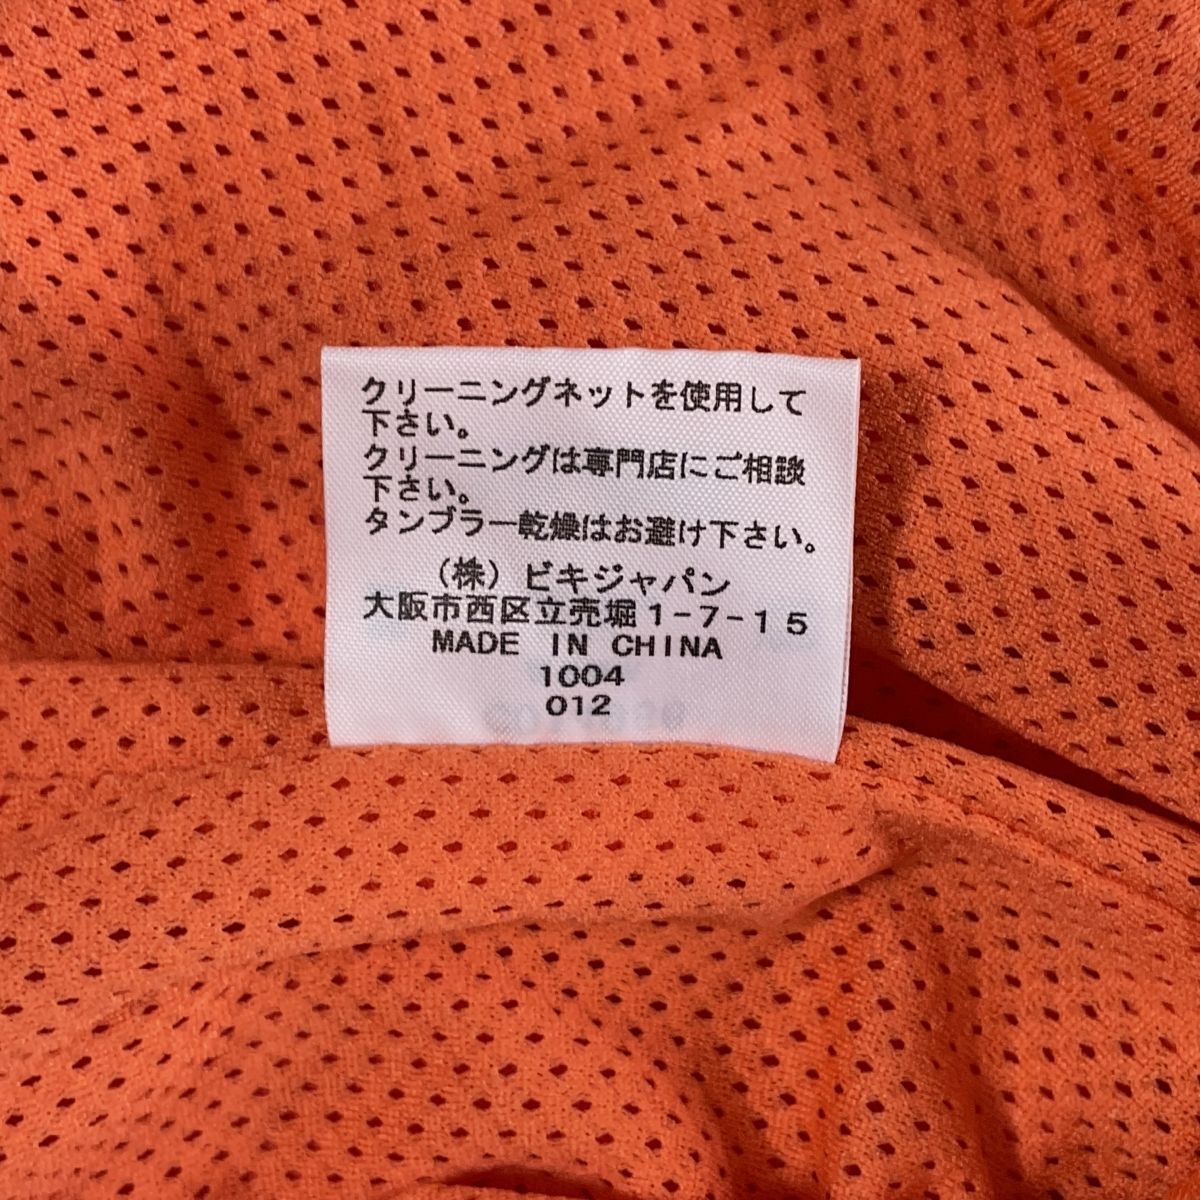 クリーニングネットを使用して
下さい。
クリーニングは専門店にご相談
下さい。
タンブラー乾燥はお避け下さい。
(株) ビキジャパン
大阪市西区立売堀1-7-15
MADE IN CHINA
1004
012